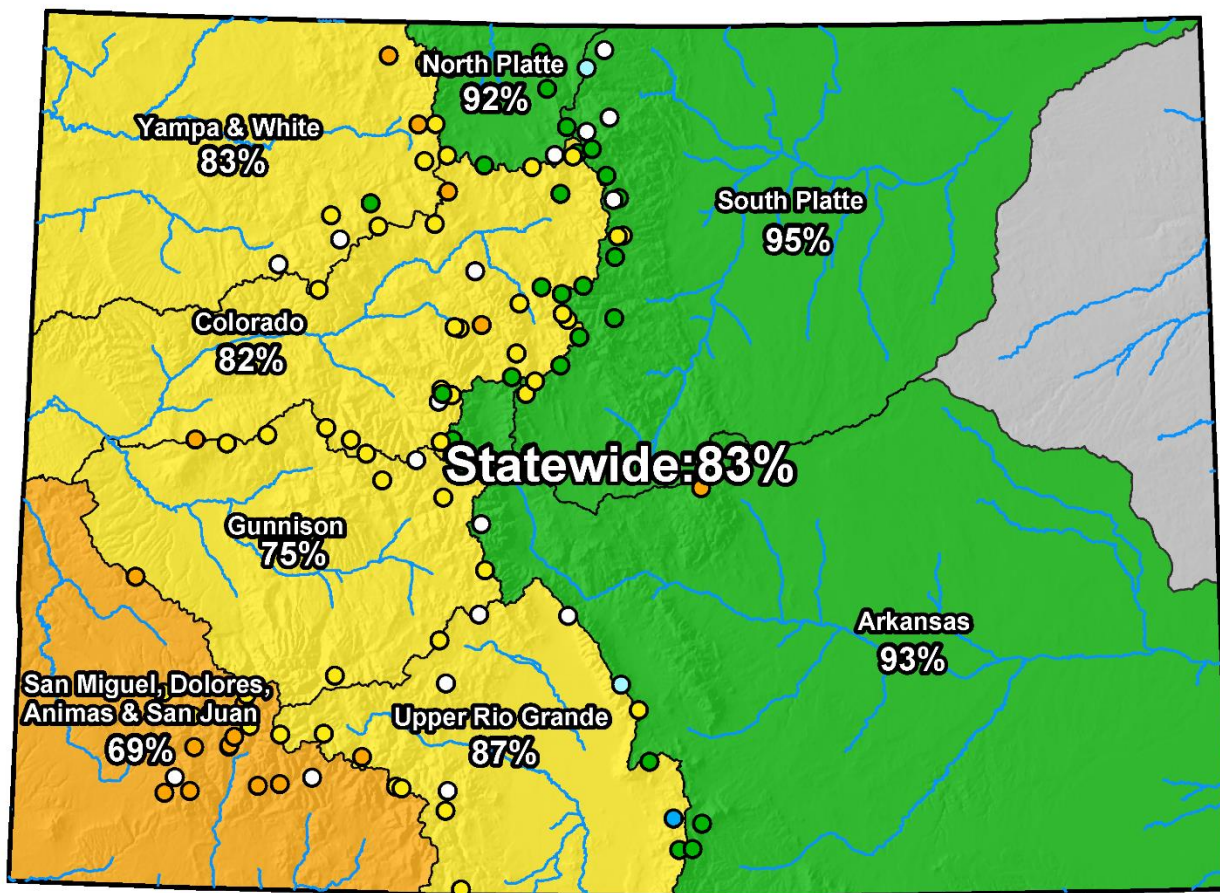 North Platte
92%
Yampa & White
83%
South Platte
95%
Colorado
82%
Statewide:83%
Gunnison
75%
Arkansas
93%
San Miguel, Dolores,
Animas & San Juan
69%
Upper Rio Grande
87%